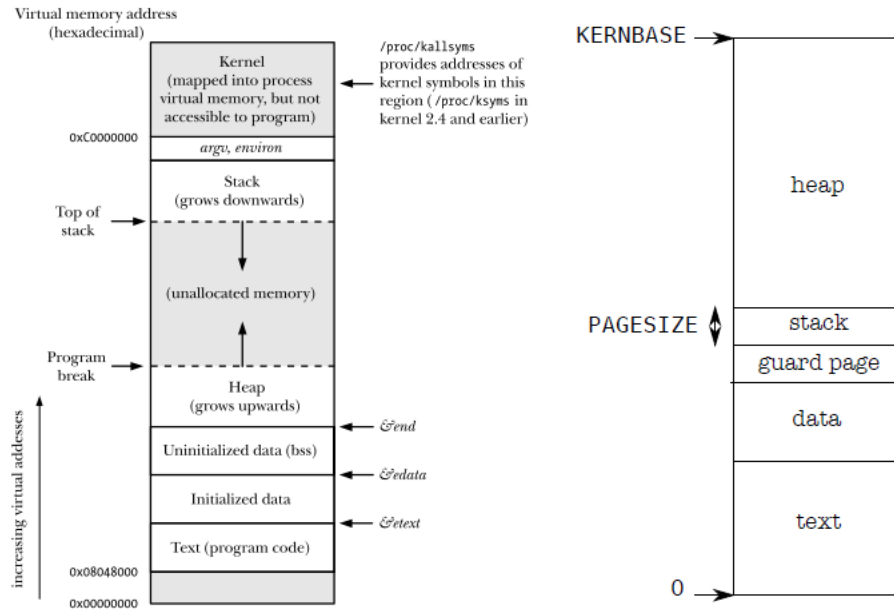 Virtual memory address
(hexadecimal)
Kernel
(mapped into process
virtual memory, but not
accessible to program)
/proc/kallsyms
provides addresses of
kernel symbols in this
region (/proc/ksyms in
kernel 2.4 and earlier)
0xC0000000
argv, environ
Stack
(grows downwards)
Top of
stack
(unallocated memory)
Program
break
Heap
(grows upwards)
&end
Uninitialized data (bss)
&edata
Initialized data
&etext
Text (program code)
0x08048000
0x00000000
increasing virtual addesses
KERNBASE
heap
PAGESIZE
stack
guard page
data
text
0